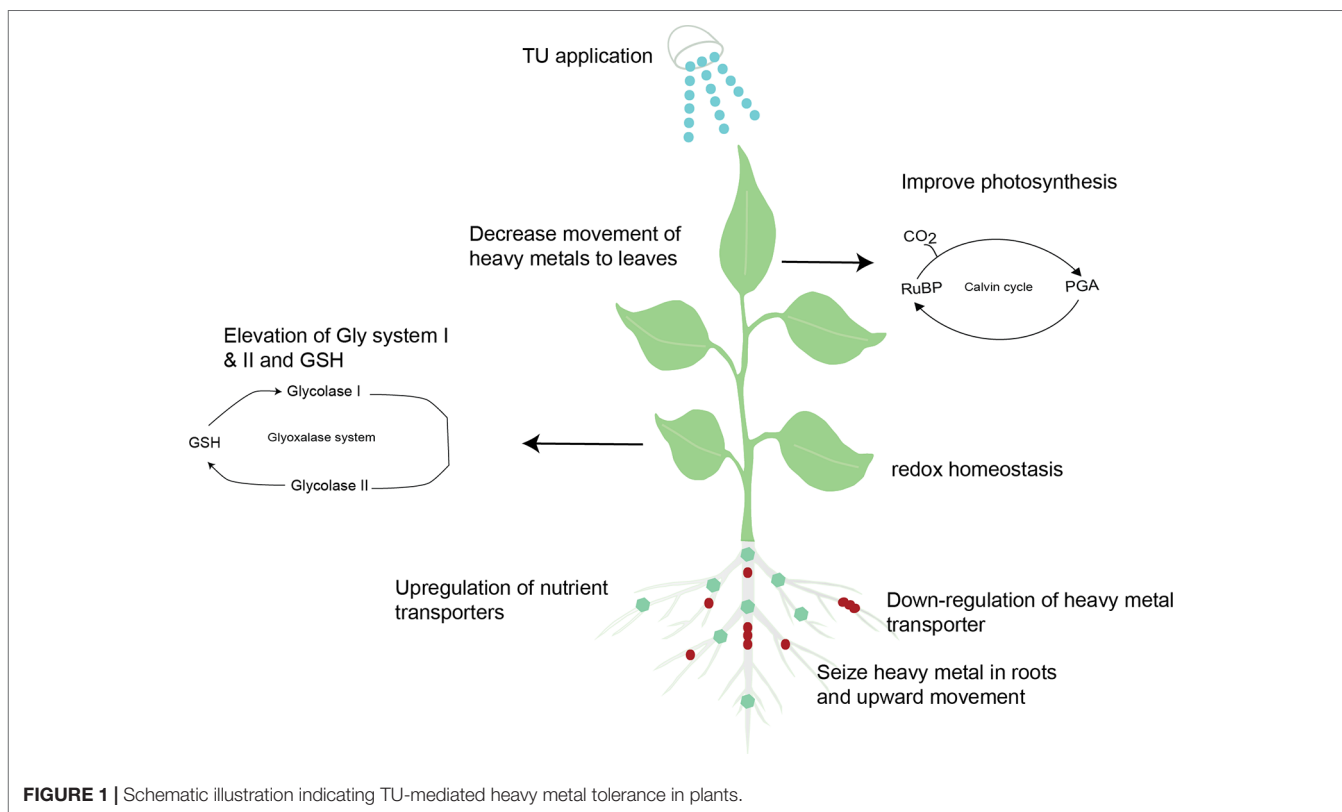 TU application
Improve photosynthesis
Decrease movement of
heavy metals to leaves
CO2
RuBP
Calvin cycle
PGA
Elevation of Gly system I
& II and GSH
Glycolase I
GSH
Glyoxalase system
Glycolase II
redox homeostasis
Upregulation of nutrient
transporters
Down-regulation of heavy metal
transporter
Seize heavy metal in roots
and upward movement
FIGURE 1 | Schematic illustration indicating TU-mediated heavy metal tolerance in plants.